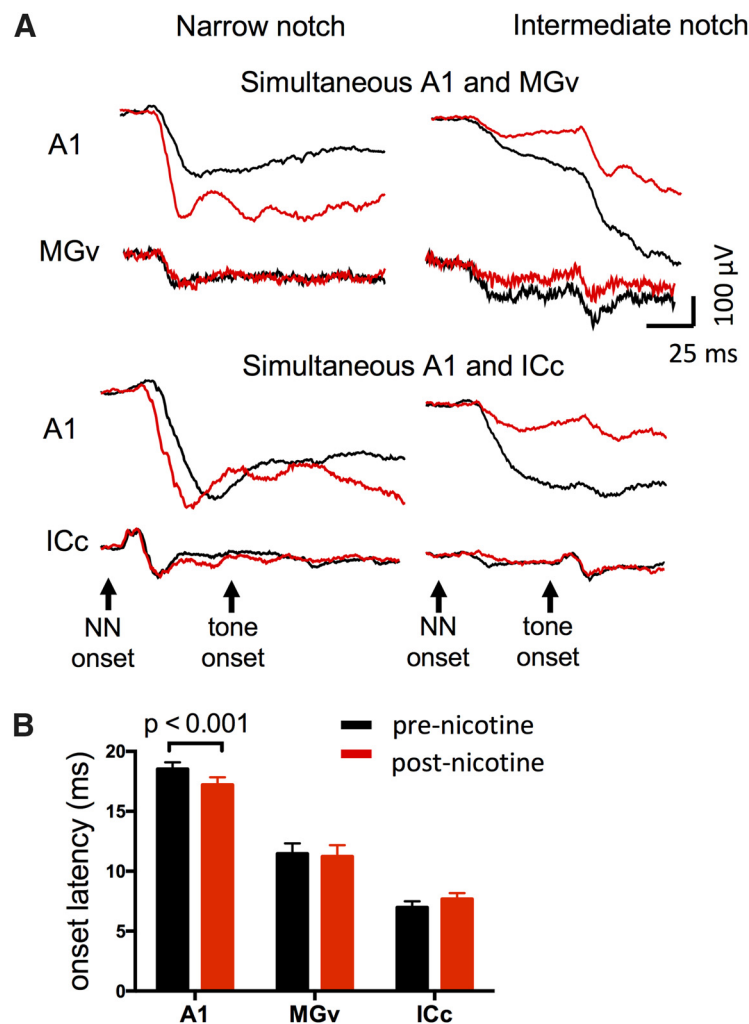 A
Narrow notch
Intermediate notch
Simultaneous A1 and MGv
A1
MGv
100 µV
25 ms
Simultaneous A1 and ICc
A1
ICc
NN
onset
tone
onset
NN
onset
tone
onset
B
p < 0.001
pre-nicotine
post-nicotine
onset latency (ms)
20
15
10
5
0
A1
MGv
ICc